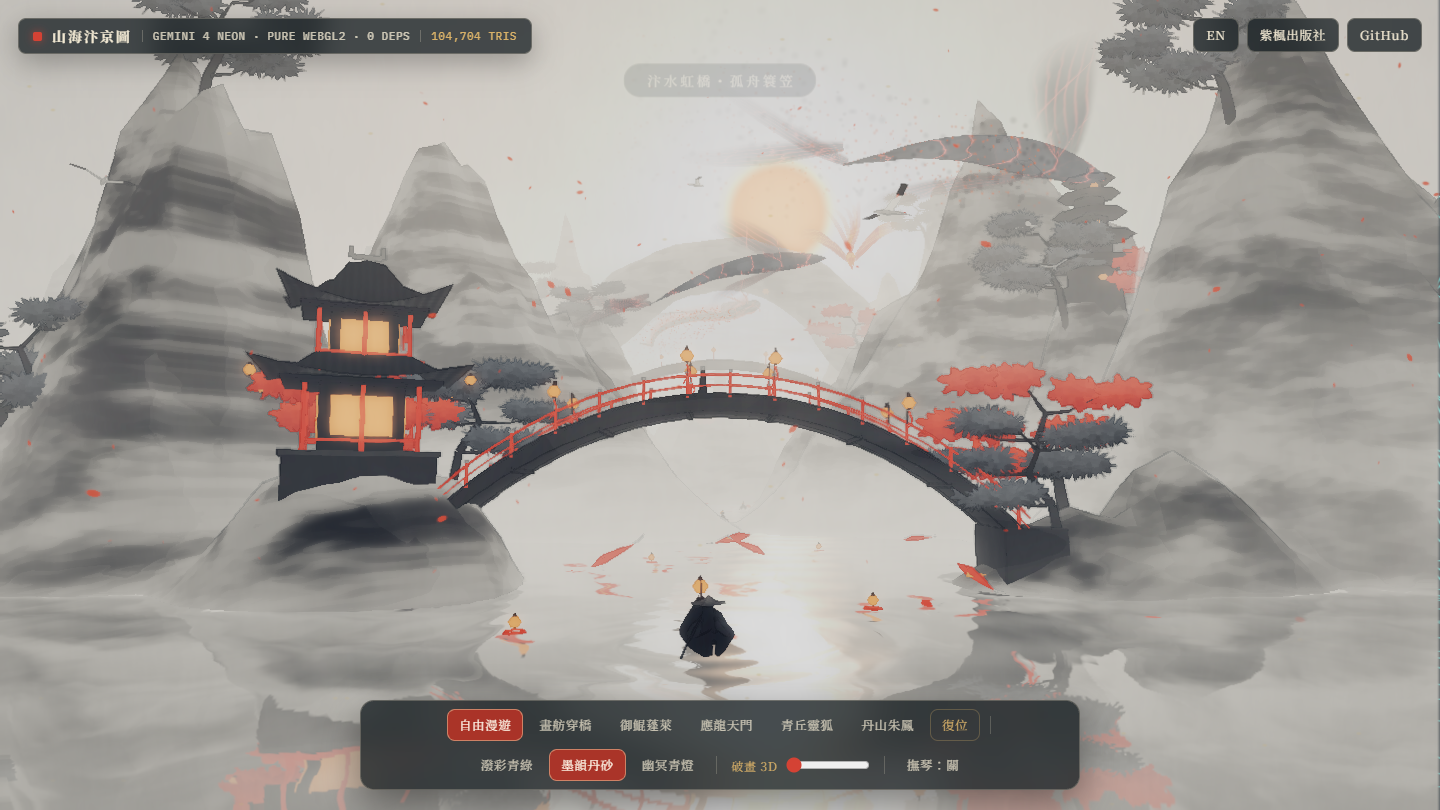 山海汴京圖 GEMINI 4 NEON · PURE WEBGL2 · 0 DEPS 104,704 TRIS
EN 紫楓出版社 GitHub
汴水虹橋·孤舟簑笠
自由漫遊 畫舫穿橋 御鯤蓬萊 應龍天門 青丘靈狐 丹山朱鳳 復位
潑彩青綠 墨韻丹砂 幽冥青燈 破畫 3D 撫琴：關